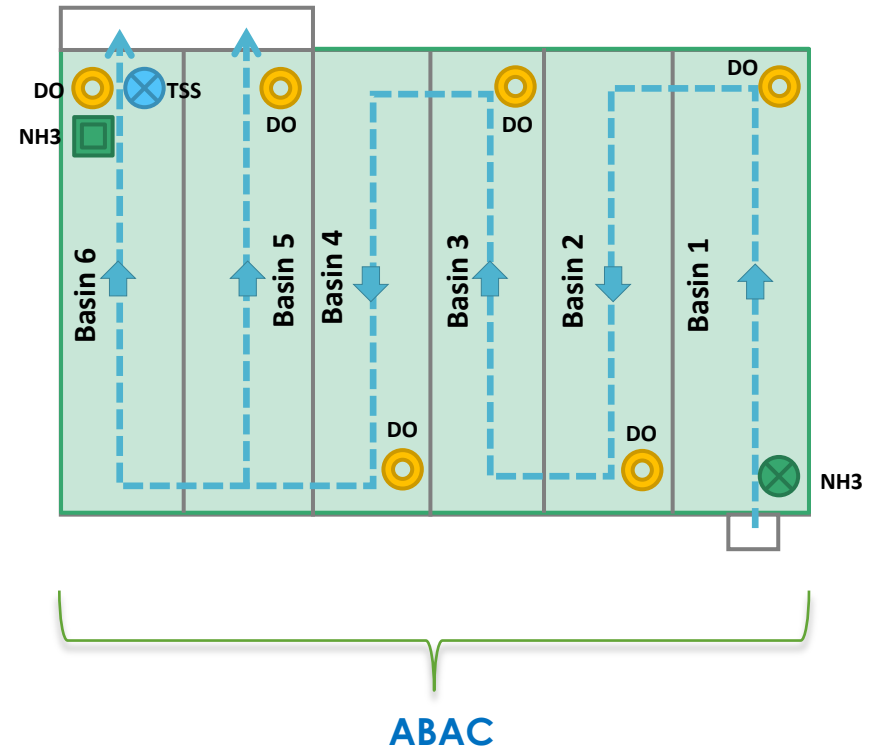 DO
TSS
NH3
DO
DO
DO
Basin 6
Basin 5
Basin 4
Basin 3
Basin 2
Basin 1
DO
DO
NH3
ABAC